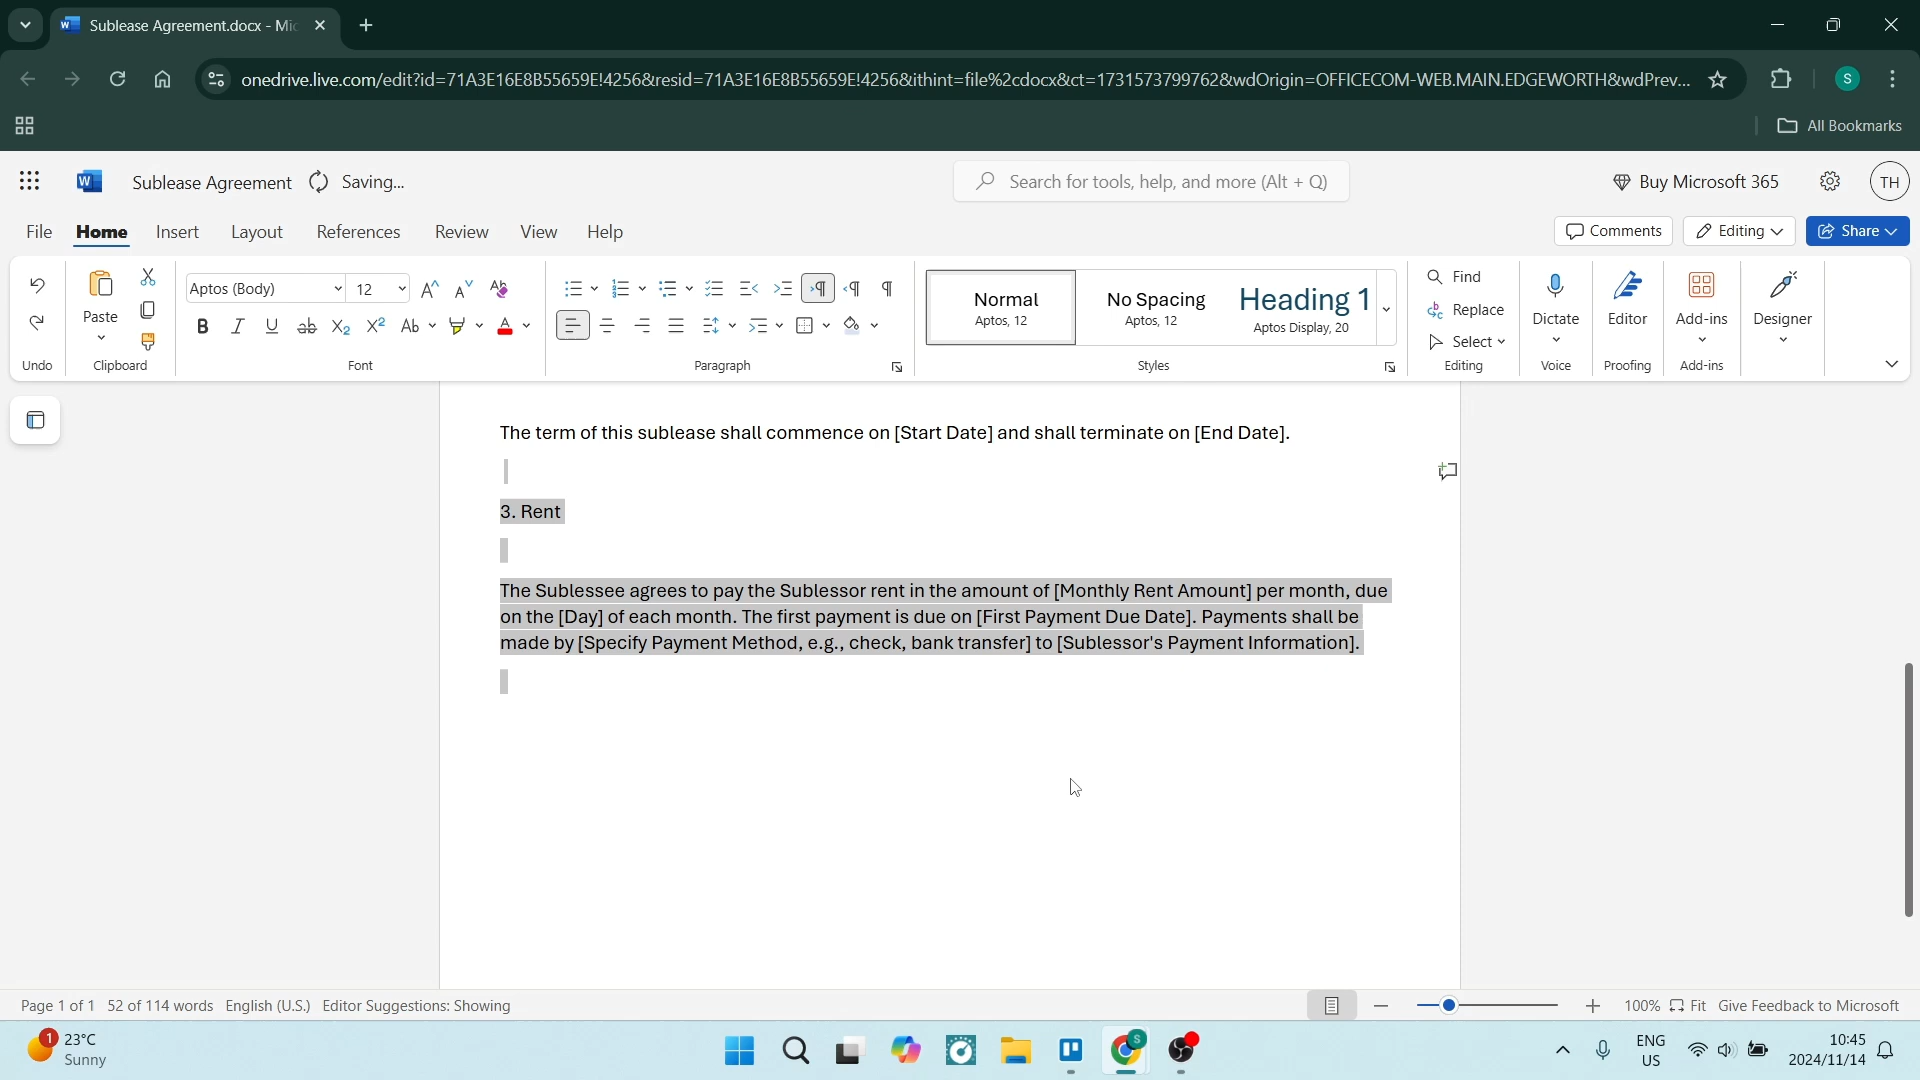 Sublease Agreement.docx - Mic
onedrive.live.com/edit?id=71A3E16E8B55659E!4256&resid=71A3E16E8B55659E!4256&ithint=file%2cdocx&ct=1731573799762&wdOrigin=OFFICECOM-WEB.MAIN.EDGEWORTH&wdPrev...
S
All Bookmarks
W Sublease Agreement Saving...
Search for tools, help, and more (Alt + Q)
Buy Microsoft 365
TH
File Home Insert Layout References Review View Help
Comments Editing Share
Aptos (Body) 12
Paste
Undo Clipboard Font Paragraph Styles Editing Voice Proofing Add-ins
Normal
Aptos, 12
No Spacing
Aptos, 12
Heading 1
Aptos Display, 20
Find
Replace
Select
Dictate
Editor
Add-ins
Designer
The term of this sublease shall commence on [Start Date] and shall terminate on [End Date].
3. Rent
The Sublessee agrees to pay the Sublessor rent in the amount of [Monthly Rent Amount] per month, due
on the [Day] of each month. The first payment is due on [First Payment Due Date]. Payments shall be
made by [Specify Payment Method, e.g., check, bank transfer] to [Sublessor's Payment Information].
Page 1 of 1 52 of 114 words English (U.S.) Editor Suggestions: Showing
100% Fit Give Feedback to Microsoft
1
23°C
Sunny
ENG
US
10:45
2024/11/14